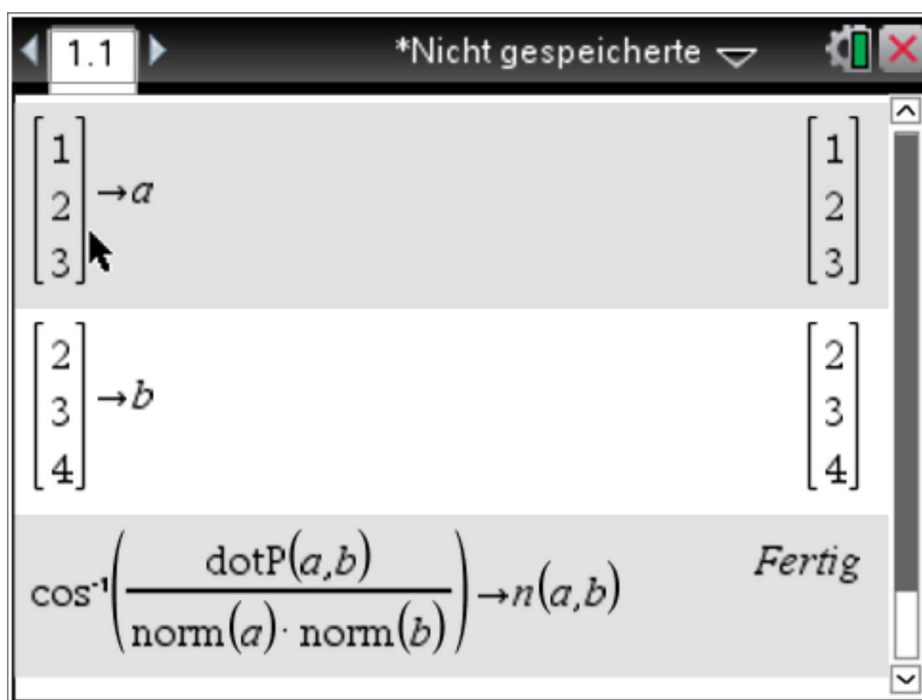 1.1 *Nicht gespeicherte
[1 2 3] →a [1 2 3]
[2 3 4] →b [2 3 4]
cos⁻¹(dotP(a,b)/(norm(a)· norm(b))) →n(a,b) Fertig